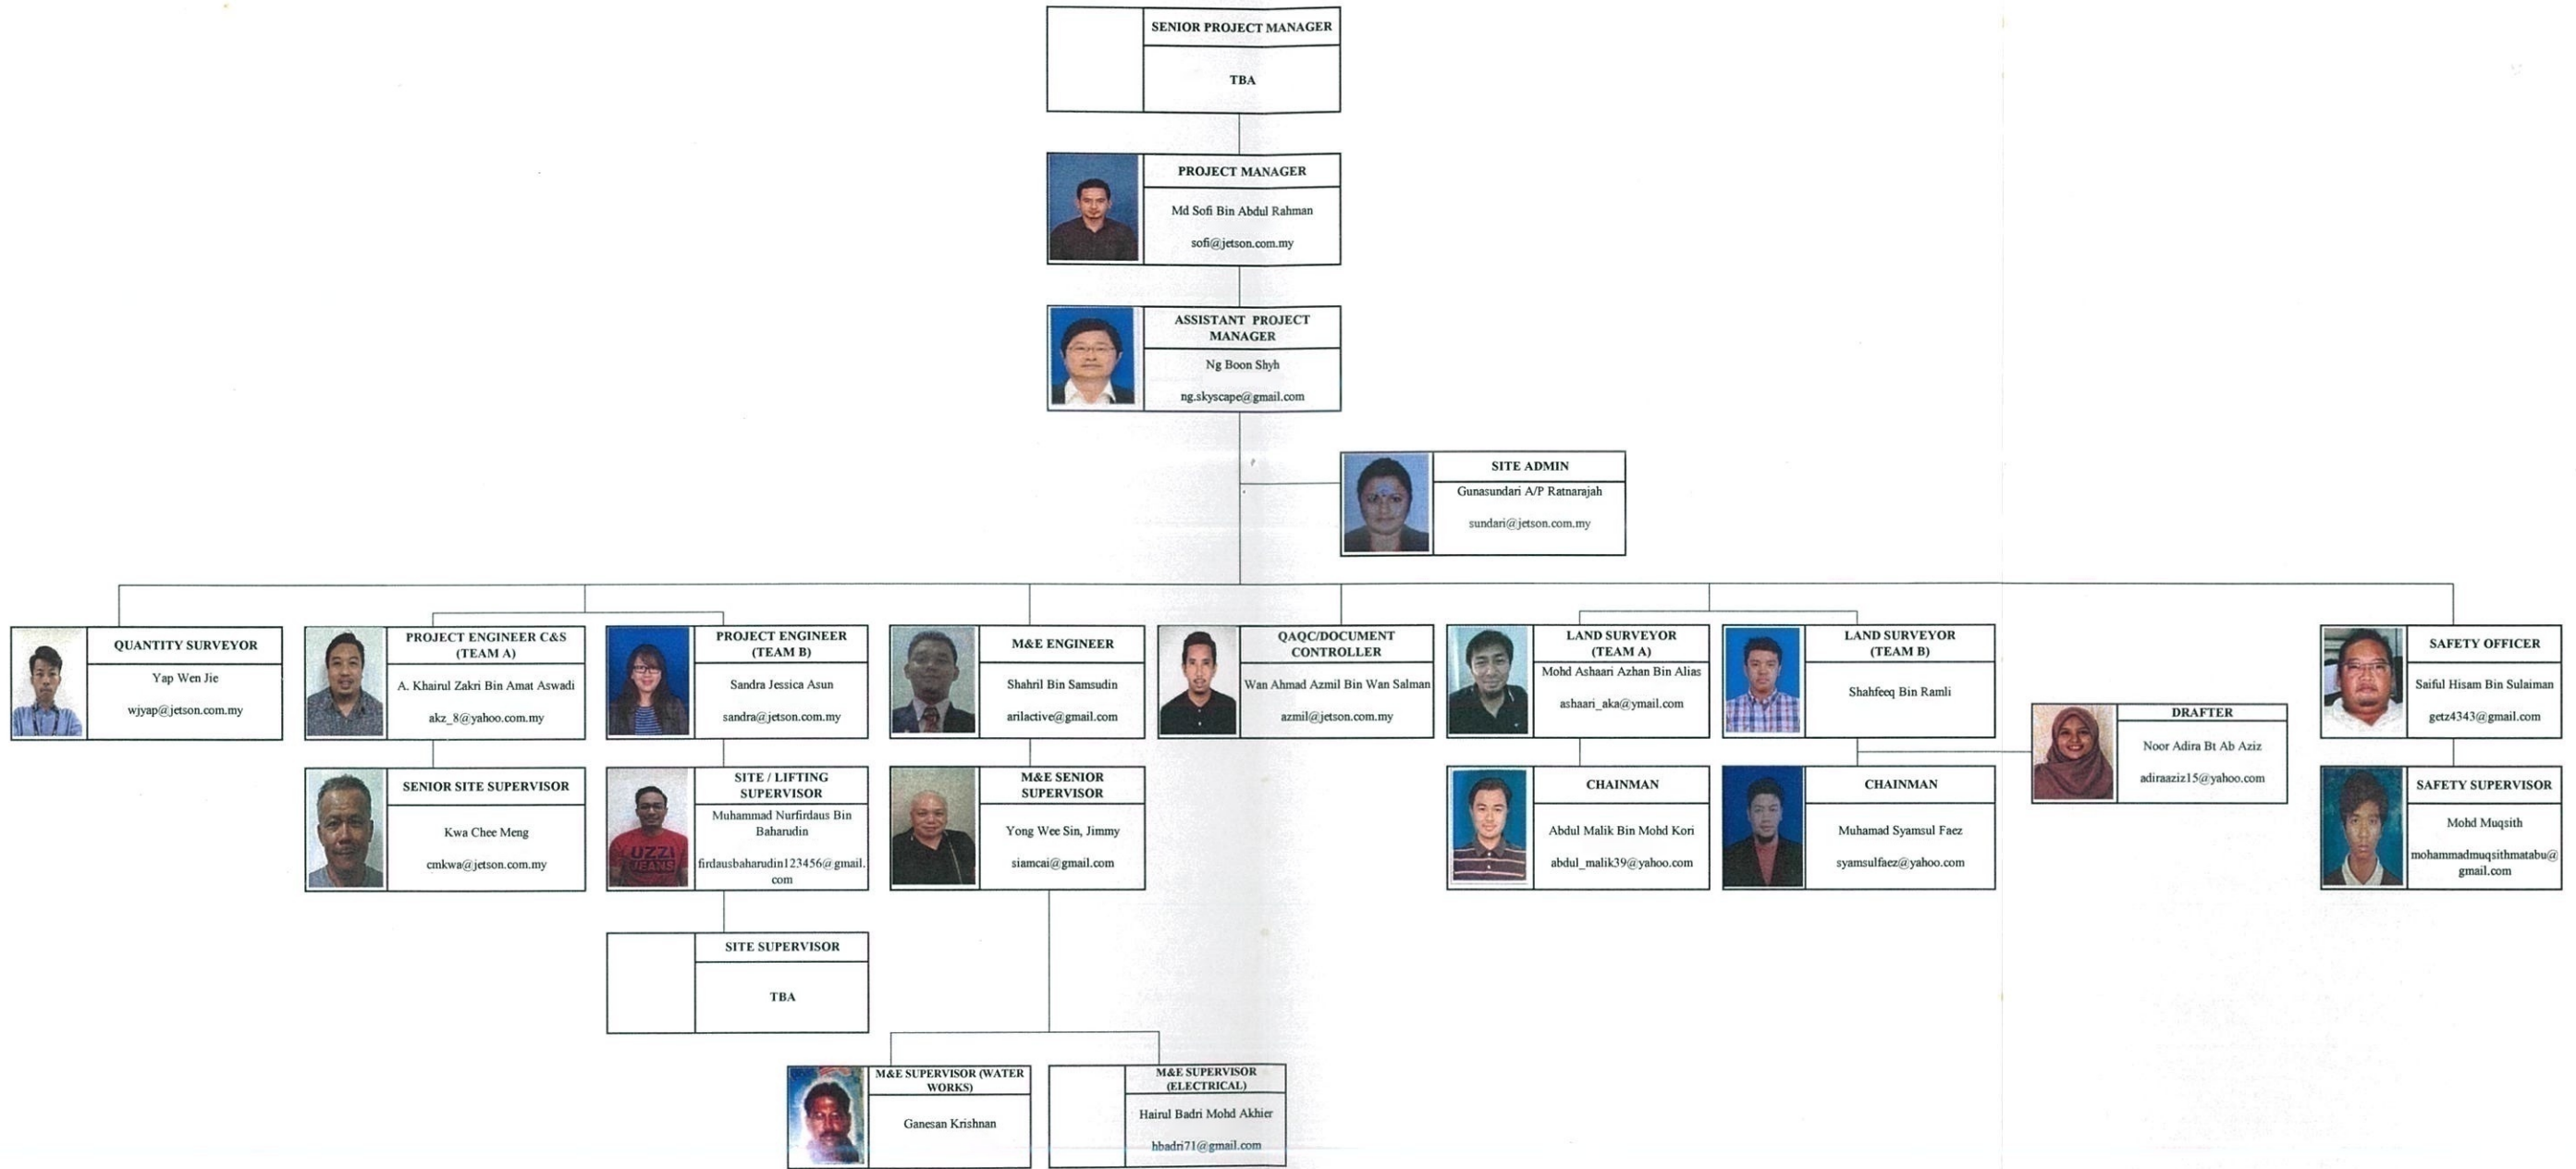 SENIOR PROJECT MANAGER
TBA
PROJECT MANAGER
Md Sofi Bin Abdul Rahman
sofi@jetson.com.my
ASSISTANT PROJECT
MANAGER
Ng Boon Shyh
ng.skyscape@gmail.com
SITE ADMIN
Gunasundari A/P Ratnarajah
sundari@jetson.com.my
QUANTITY SURVEYOR
Yap Wen Jie
wjyap@jetson.com.my
PROJECT ENGINEER C&S
(TEAM A)
A. Khairul Zakri Bin Amat Aswadi
akz_8@yahoo.com.my
PROJECT ENGINEER
(TEAM B)
Sandra Jessica Asun
sandra@jetson.com.my
M&E ENGINEER
Shahril Bin Samsudin
arilactive@gmail.com
QAQC/DOCUMENT
CONTROLLER
Wan Ahmad Azmil Bin Wan Salman
azmil@jetson.com.my
LAND SURVEYOR
(TEAM A)
Mohd Ashaari Azhan Bin Alias
ashaari_aka@ymail.com
LAND SURVEYOR
(TEAM B)
Shahfeeq Bin Ramli
DRAFTER
Noor Adira Bt Ab Aziz
adiraaziz15@yahoo.com
SAFETY OFFICER
Saiful Hisam Bin Sulaiman
getz4343@gmail.com
SENIOR SITE SUPERVISOR
Kwa Chee Meng
cmkwa@jetson.com.my
SITE / LIFTING
SUPERVISOR
Muhammad Nurfirdaus Bin
Baharudin
firdausbaharudin123456@gmail.
com
UZZI
JEANS
M&E SENIOR
SUPERVISOR
Yong Wee Sin, Jimmy
siamcai@gmail.com
CHAINMAN
Abdul Malik Bin Mohd Kori
abdul_malik39@yahoo.com
CHAINMAN
Muhamad Syamsul Faez
syamsulfaez@yahoo.com
SAFETY SUPERVISOR
Mohd Muqsith
mohammadmuqsithmatabu@
gmail.com
SITE SUPERVISOR
TBA
M&E SUPERVISOR (WATER
WORKS)
Ganesan Krishnan
M&E SUPERVISOR
(ELECTRICAL)
Hairul Badri Mohd Akhier
hbadri71@gmail.com